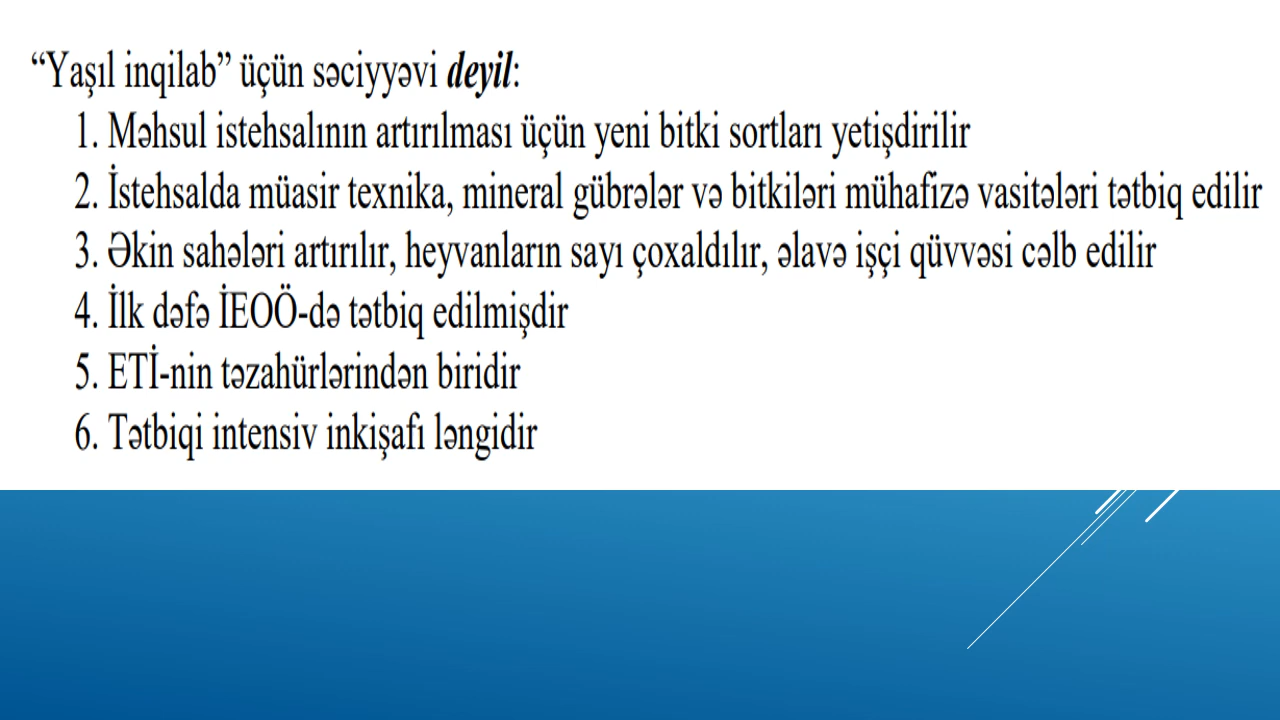 “Yaşıl inqilab” üçün səciyyəvi deyil:
1. Məhsul istehsalının artırılması üçün yeni bitki sortları yetişdirilir
2. İstehsalda müasir texnika, mineral gübrələr və bitkiləri mühafizə vasitələri tətbiq edilir
3. Əkin sahələri artırılır, heyvanların sayı çoxaldılır, əlavə işçi qüvvəsi cəlb edilir
4. İlk dəfə İEOÖ-də tətbiq edilmişdir
5. ETİ-nin təzahürlərindən biridir
6. Tətbiqi intensiv inkişafı ləngidir